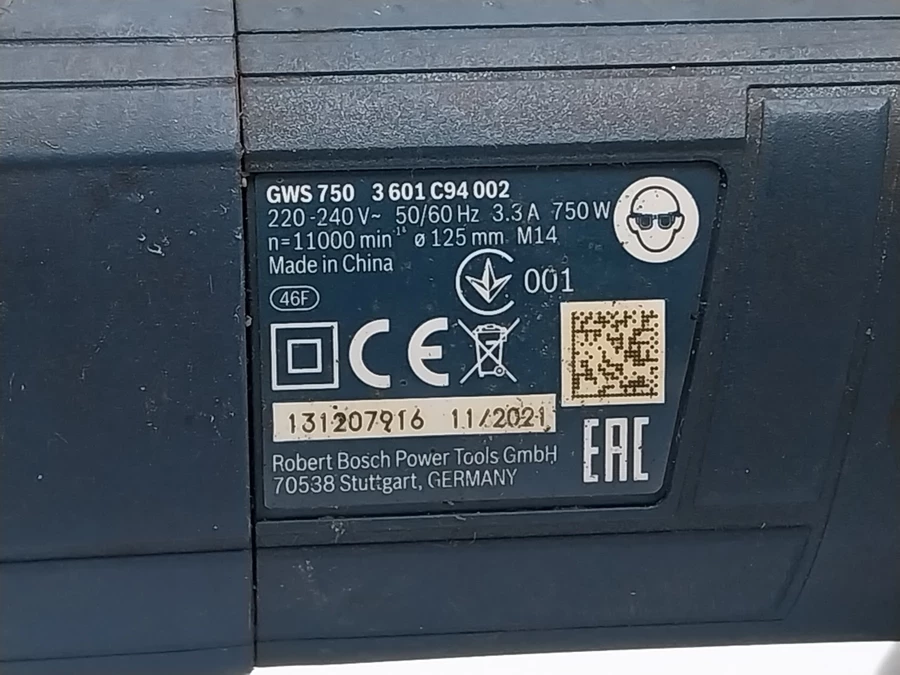 GWS 750 3 601 C94 002
220-240 V~ 50/60 Hz 3.3 A 750 W
n=11000 min⁻¹ ø 125 mm M14
Made in China
001
46F
CE
131207916 11/2021
EAC
Robert Bosch Power Tools GmbH
70538 Stuttgart, GERMANY